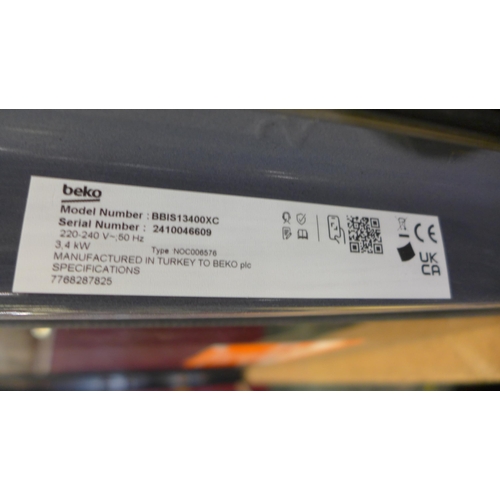 beko
Model Number : BBIS13400XC
Serial Number : 2410046609
220-240 V~,50 Hz
3,4 kW Type NOC006576
MANUFACTURED IN TURKEY TO BEKO plc
SPECIFICATIONS
7768287825
CE
UK
CA